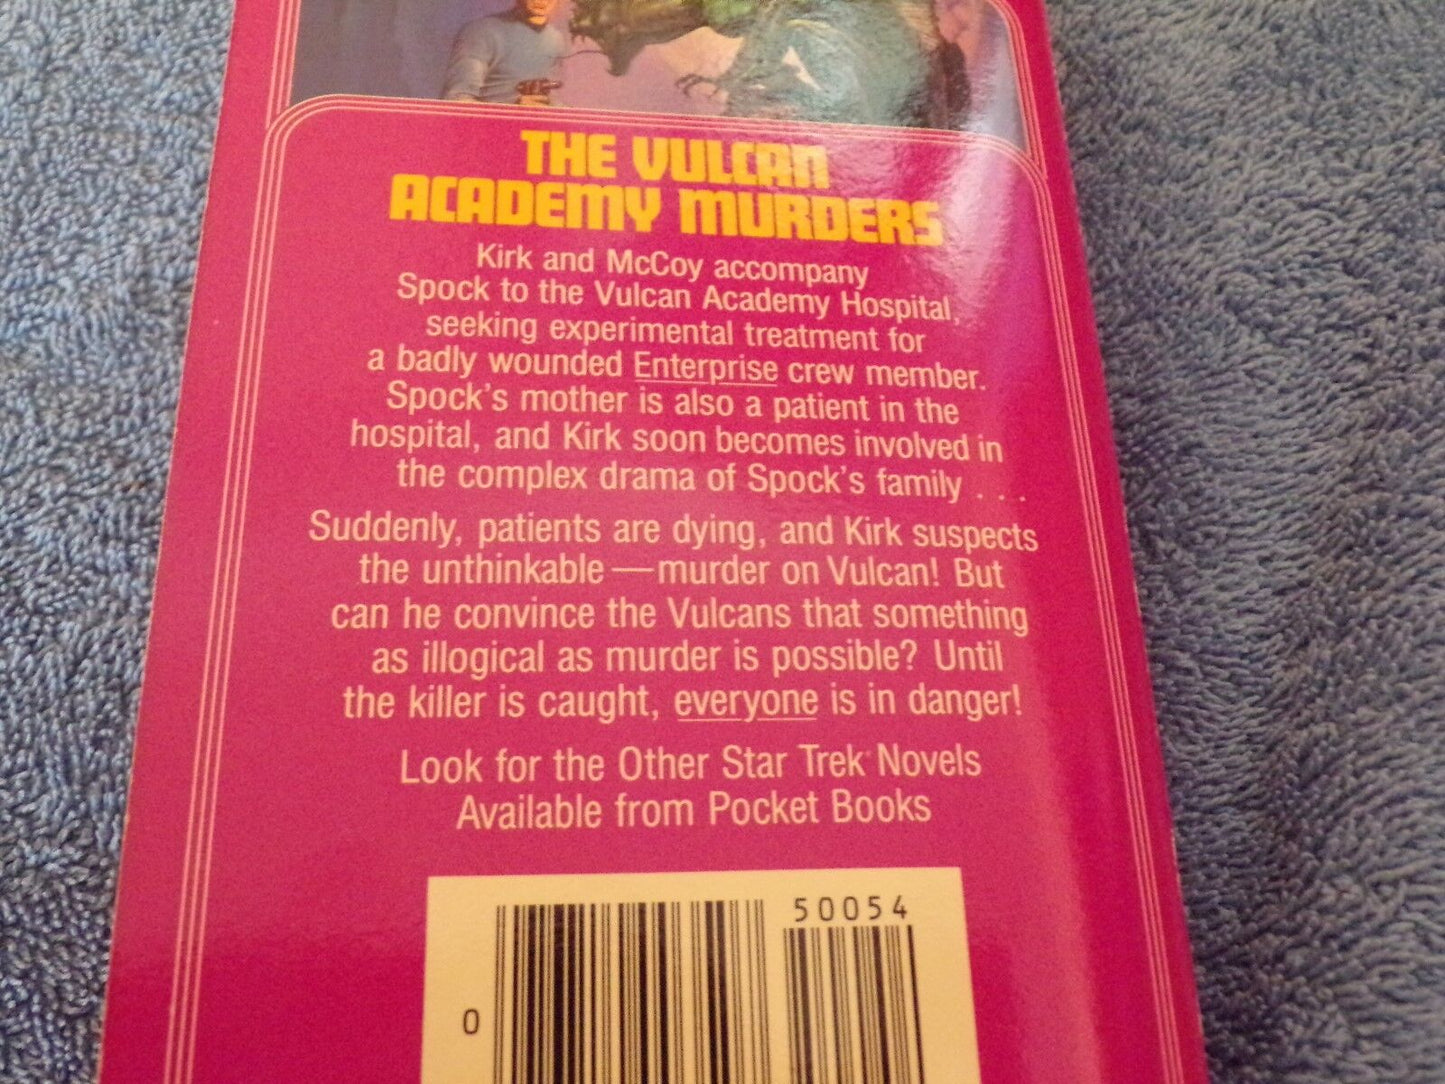 THE VULCAN
ACADEMY MURDERS
Kirk and McCoy accompany
Spock to the Vulcan Academy Hospital,
seeking experimental treatment for
a badly wounded Enterprise crew member.
Spock's mother is also a patient in the
hospital, and Kirk soon becomes involved in
the complex drama of Spock's family . . .
Suddenly, patients are dying, and Kirk suspects
the unthinkable—murder on Vulcan! But
can he convince the Vulcans that something
as illogical as murder is possible? Until
the killer is caught, everyone is in danger!
Look for the Other Star Trek Novels
Available from Pocket Books
50054
0